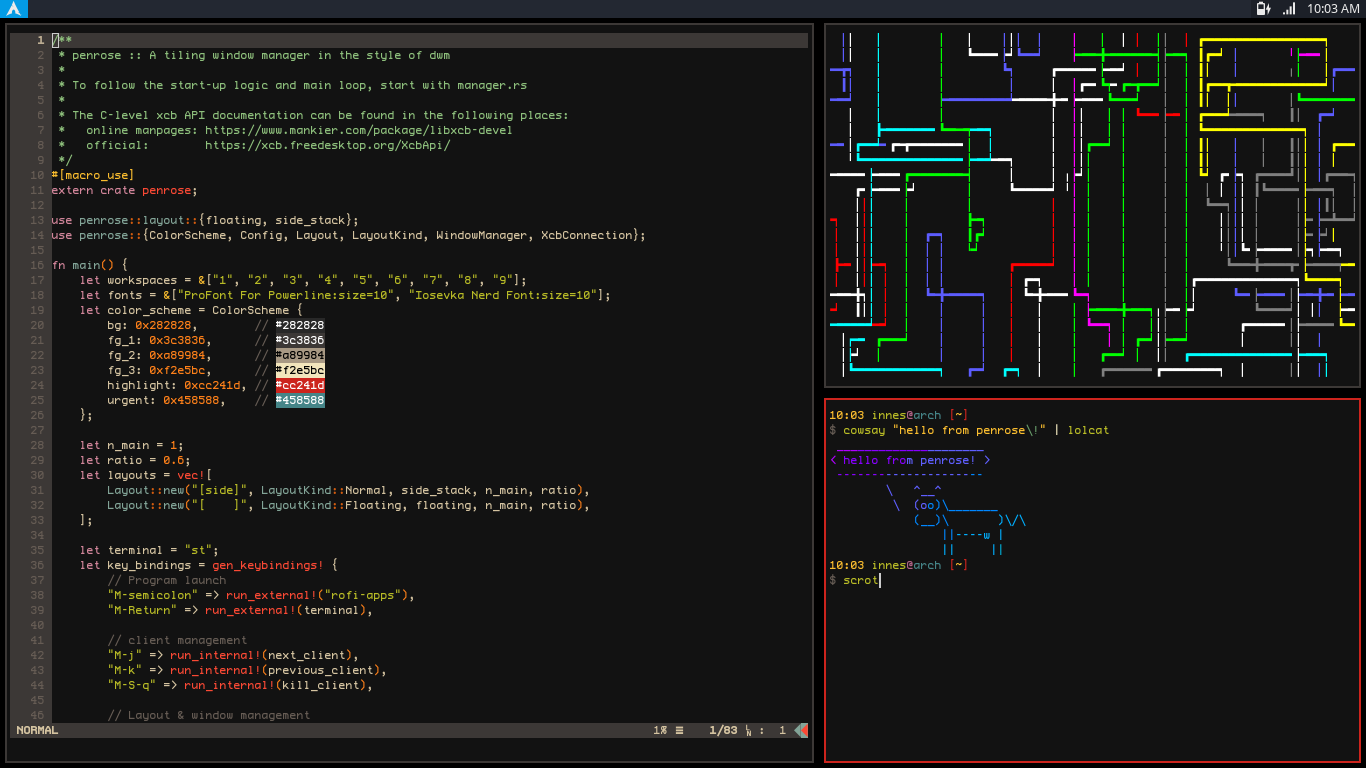 10:03 AM
1 /**
2  * penrose :: A tiling window manager in the style of dwm
3  *
4  * To follow the start-up logic and main loop, start with manager.rs
5  *
6  * The C-level xcb API documentation can be found in the following places:
7  *   online manpages: https://www.mankier.com/package/libxcb-devel
8  *   official:        https://xcb.freedesktop.org/XcbApi/
9  */
10 #[macro_use]
11 extern crate penrose;
12
13 use penrose::layout::{floating, side_stack};
14 use penrose::{ColorScheme, Config, Layout, LayoutKind, WindowManager, XcbConnection};
15
16 fn main() {
17     let workspaces = &["1", "2", "3", "4", "5", "6", "7", "8", "9"];
18     let fonts = &["ProFont For Powerline:size=10", "Iosevka Nerd Font:size=10"];
19     let color_scheme = ColorScheme {
20         bg: 0x282828,        // #282828
21         fg_1: 0x3c3836,      // #3c3836
22         fg_2: 0xa89984,      // #a89984
23         fg_3: 0xf2e5bc,      // #f2e5bc
24         highlight: 0xcc241d, // #cc241d
25         urgent: 0x458588,    // #458588
26     };
27
28     let n_main = 1;
29     let ratio = 0.6;
30     let layouts = vec![
31         Layout::new("[side]", LayoutKind::Normal, side_stack, n_main, ratio),
32         Layout::new("[    ]", LayoutKind::Floating, floating, n_main, ratio),
33     ];
34
35     let terminal = "st";
36     let key_bindings = gen_keybindings! {
37         // Program launch
38         "M-semicolon" => run_external!("rofi-apps"),
39         "M-Return" => run_external!(terminal),
40
41         // client management
42         "M-j" => run_internal!(next_client),
43         "M-k" => run_internal!(previous_client),
44         "M-S-q" => run_internal!(kill_client),
45
46         // Layout & window management
NORMAL 1% ≡ 1/83 ␤ : 1
10:03 innes@arch [~]
$ cowsay "hello from penrose\!" | lolcat
 _____________________
< hello from penrose! >
 ---------------------
        \   ^__^
         \  (oo)\_______
            (__)\       )\/\
                ||----w |
                ||     ||
10:03 innes@arch [~]
$ scrot